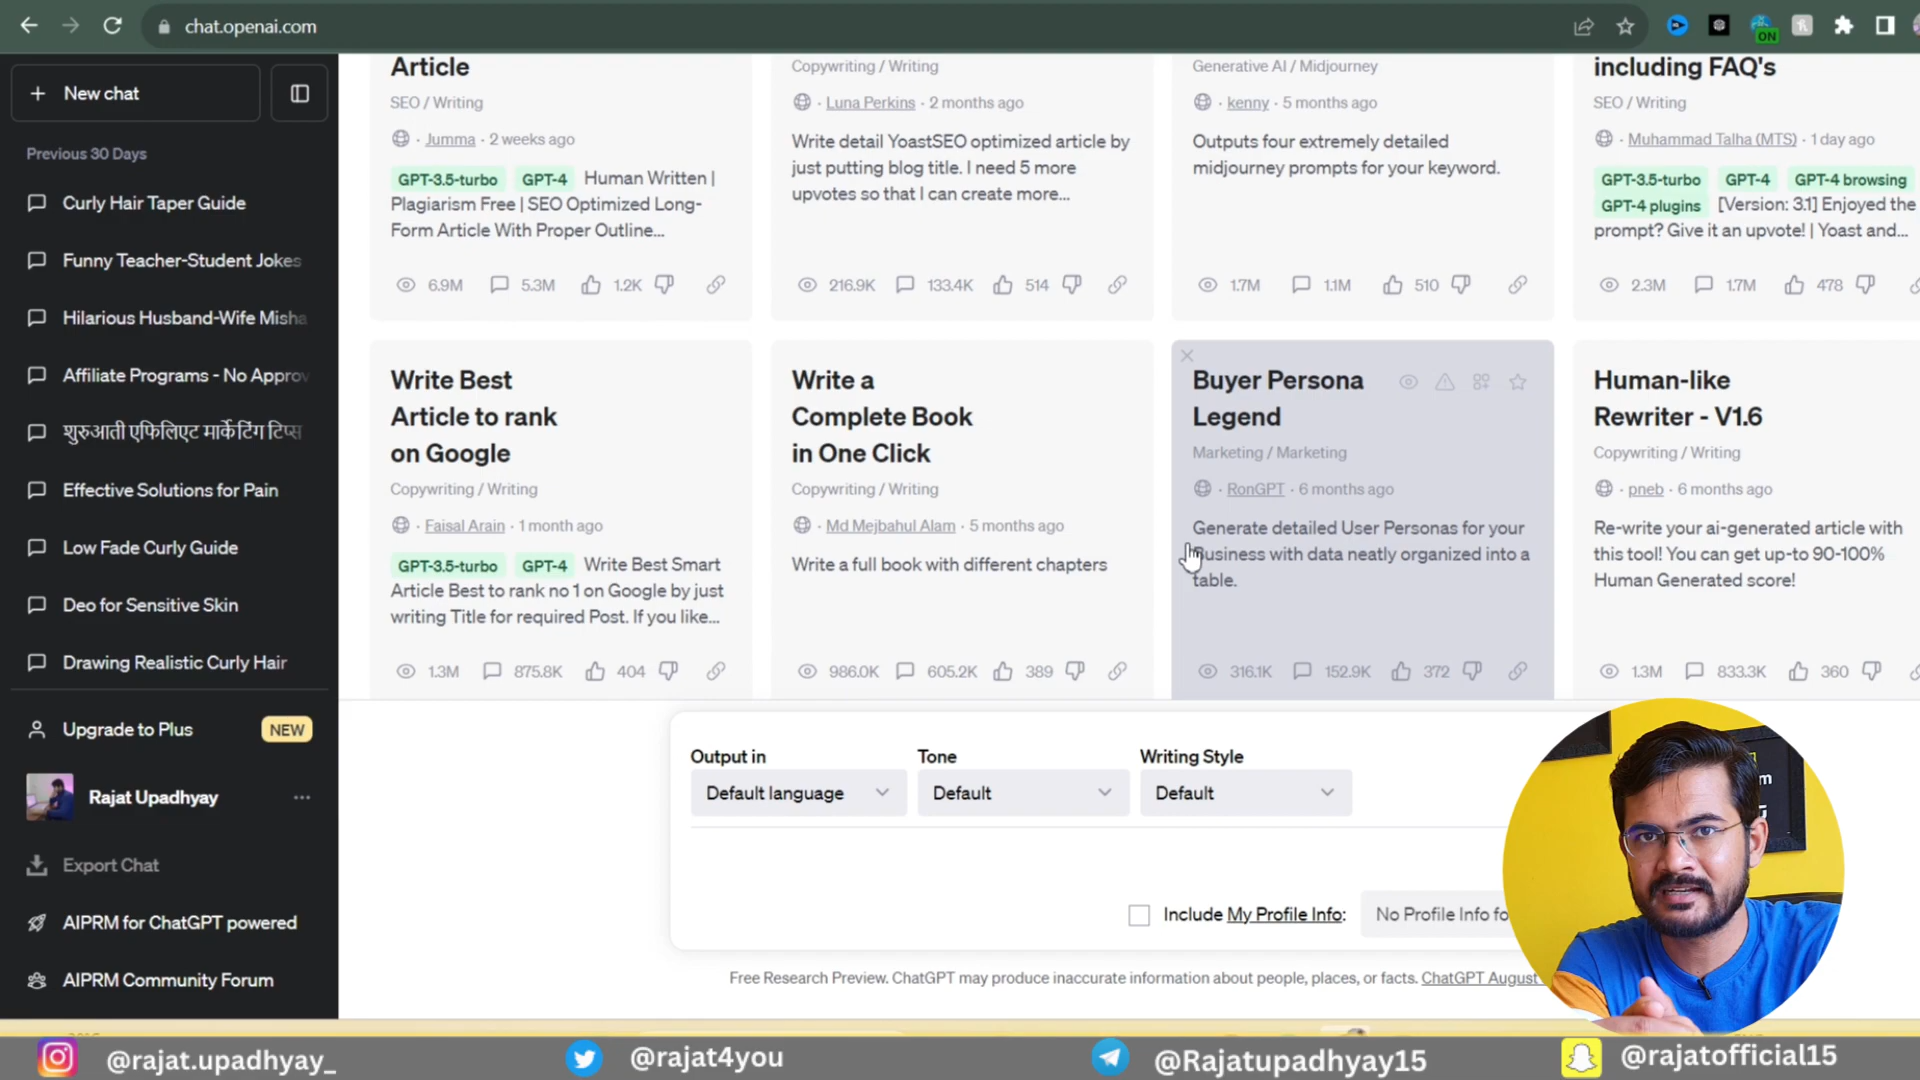 chat.openai.com
ON
New chat
Previous 30 Days
Curly Hair Taper Guide
Funny Teacher-Student Jokes
Hilarious Husband-Wife Misha
Affiliate Programs - No Approv
शुरुआती एफिलिएट मार्केटिंग टिप्स
Effective Solutions for Pain
Low Fade Curly Guide
Deo for Sensitive Skin
Drawing Realistic Curly Hair
Upgrade to Plus NEW
Rajat Upadhyay
Export Chat
AIPRM for ChatGPT powered
AIPRM Community Forum
Article
SEO / Writing
· Jumma · 2 weeks ago
GPT-3.5-turbo GPT-4 Human Written |
Plagiarism Free | SEO Optimized Long-
Form Article With Proper Outline...
6.9M 5.3M 1.2K
Copywriting / Writing
· Luna Perkins · 2 months ago
Write detail YoastSEO optimized article by
just putting blog title. I need 5 more
upvotes so that I can create more...
216.9K 133.4K 514
Generative AI / Midjourney
· kenny · 5 months ago
Outputs four extremely detailed
midjourney prompts for your keyword.
1.7M 1.1M 510
including FAQ's
SEO / Writing
· Muhammad Talha (MTS) · 1 day ago
GPT-3.5-turbo GPT-4 GPT-4 browsing
GPT-4 plugins [Version: 3.1] Enjoyed the
prompt? Give it an upvote! | Yoast and...
2.3M 1.7M 478
Write Best
Article to rank
on Google
Copywriting / Writing
· Faisal Arain · 1 month ago
GPT-3.5-turbo GPT-4 Write Best Smart
Article Best to rank no 1 on Google by just
writing Title for required Post. If you like...
1.3M 875.8K 404
Write a
Complete Book
in One Click
Copywriting / Writing
· Md Mejbahul Alam · 5 months ago
Write a full book with different chapters
986.0K 605.2K 389
Buyer Persona
Legend
Marketing / Marketing
· RonGPT · 6 months ago
Generate detailed User Personas for your
Business with data neatly organized into a
table.
316.1K 152.9K 372
Human-like
Rewriter - V1.6
Copywriting / Writing
· pneb · 6 months ago
Re-write your ai-generated article with
this tool! You can get up-to 90-100%
Human Generated score!
1.3M 833.3K 360
Output in Tone Writing Style
Default language Default Default
Include My Profile Info: No Profile Info fo
Free Research Preview. ChatGPT may produce inaccurate information about people, places, or facts. ChatGPT August
@rajat.upadhyay_ @rajat4you @Rajatupadhyay15 @rajatofficial15